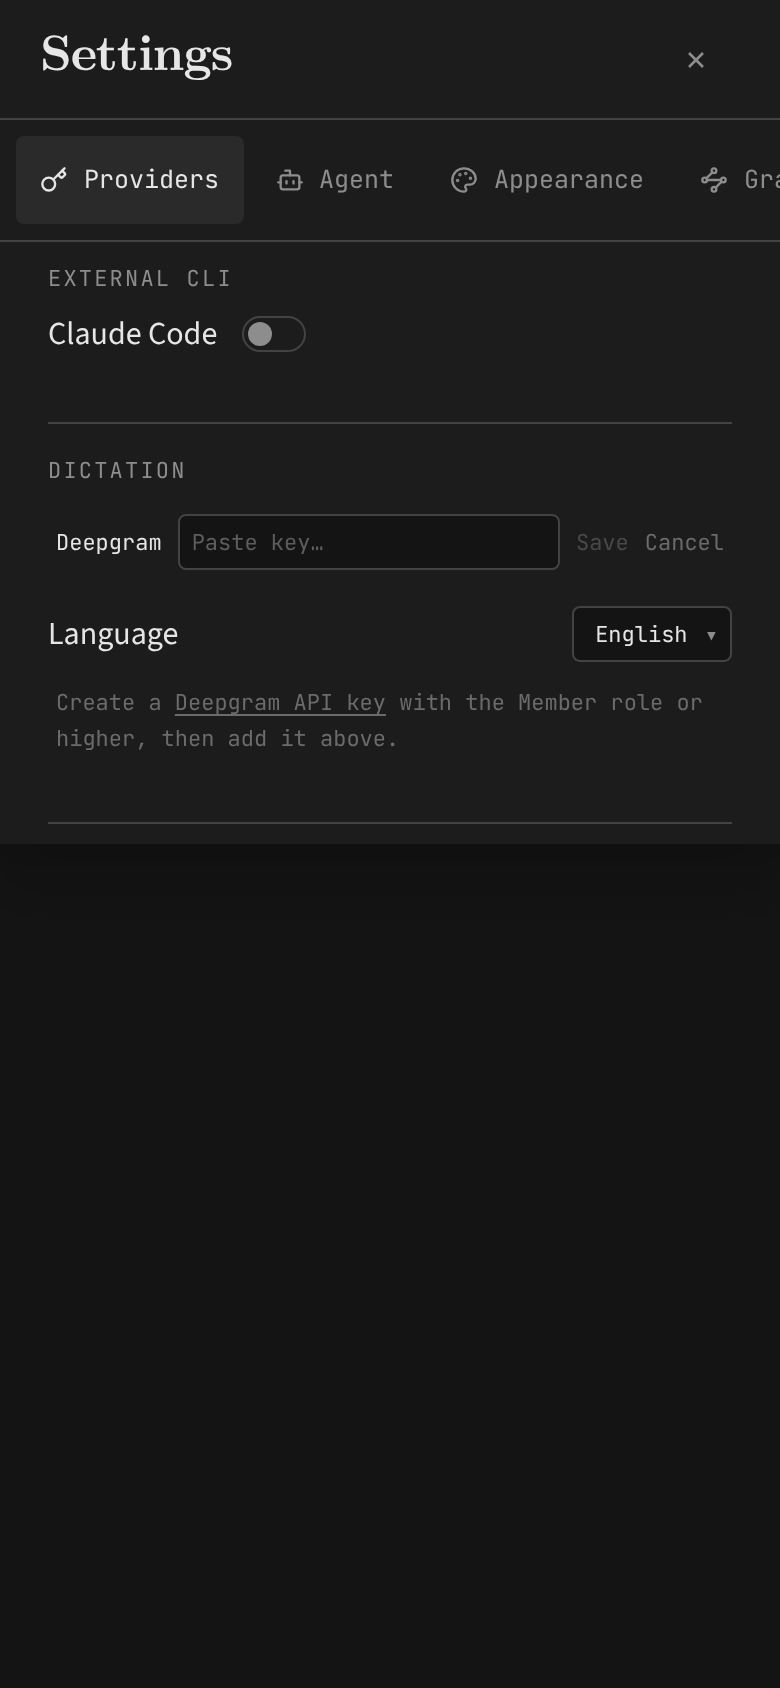 Settings
Providers Agent Appearance Gra
EXTERNAL CLI
Claude Code
DICTATION
Deepgram Paste key… Save Cancel
Language English
Create a Deepgram API key with the Member role or
higher, then add it above.